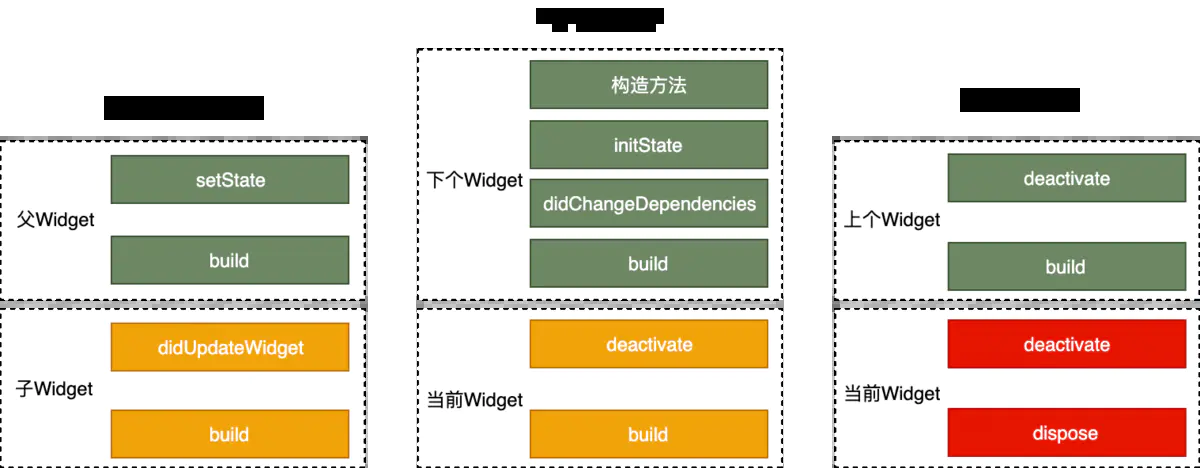 父Widget
setState
build
子Widget
didUpdateWidget
build
下个Widget
构造方法
initState
didChangeDependencies
build
当前Widget
deactivate
build
上个Widget
deactivate
build
当前Widget
deactivate
dispose